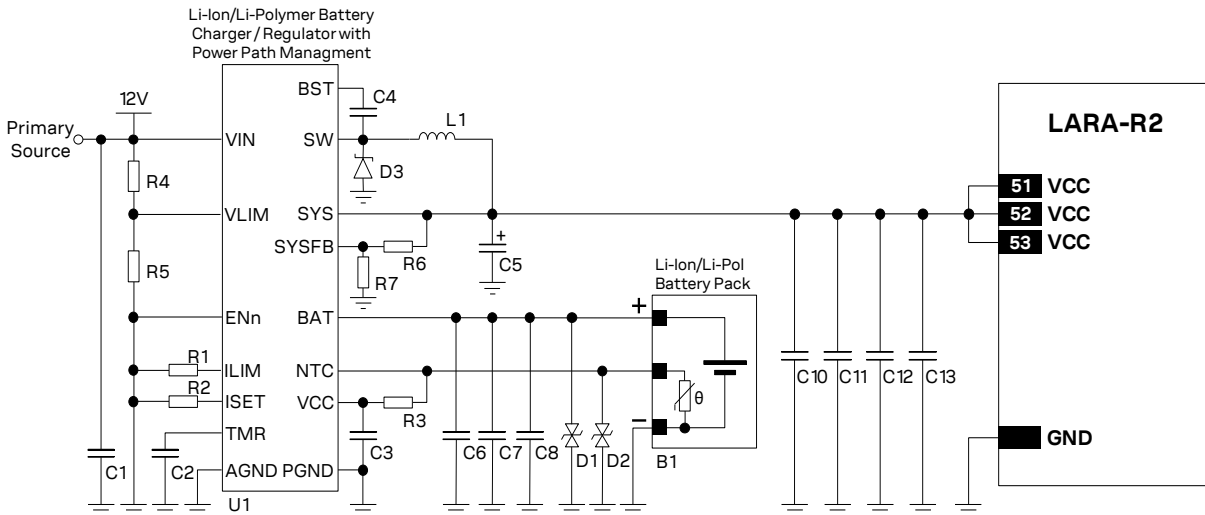 Li-Ion/Li-Polymer Battery
Charger / Regulator with
Power Path Managment
12V
Primary
Source
VIN
BST
C4
SW
L1
LARA-R2
D3
R4
VLIM
SYS
51 VCC
52 VCC
53 VCC
SYSFB
R6
R7
+
C5
R5
Li-Ion/Li-Pol
Battery Pack
ENn
BAT
+
R1
ILIM
NTC
R2
ISET
VCC
R3
θ
C10
C11
C12
C13
TMR
–
GND
C1
C2
AGND
PGND
C3
C6
C7
C8
D1
D2
B1
U1